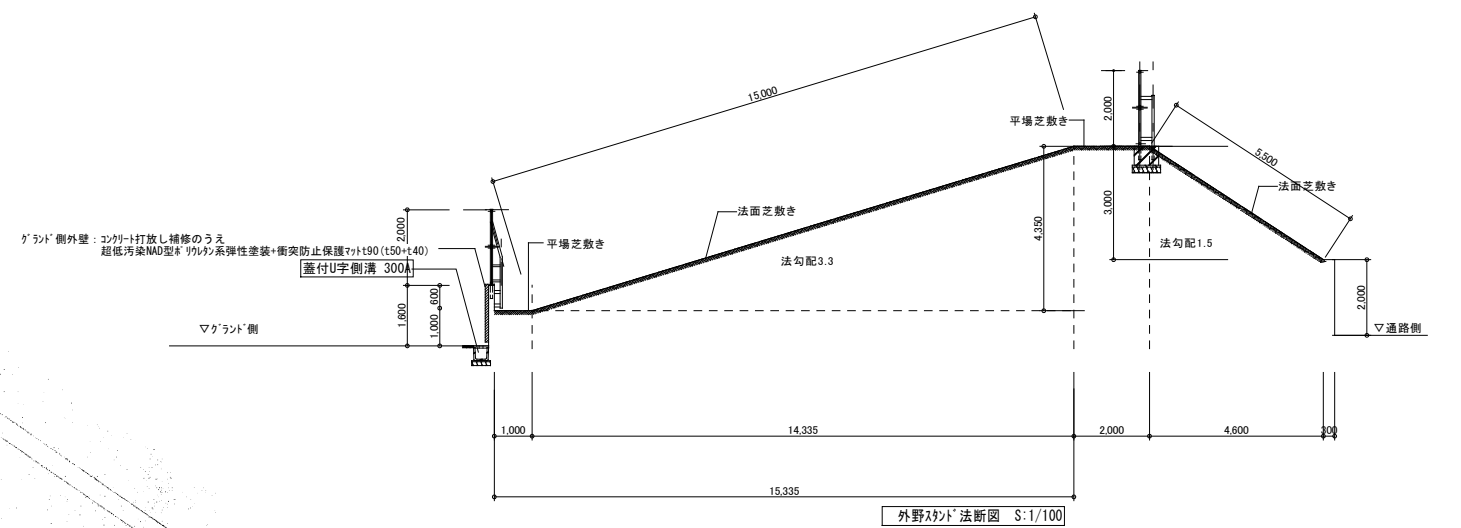 15,000
平場芝敷き
2,000
5,500
法面芝敷き
3,000
4,350
法勾配1.5
2,000
法面芝敷き
ｸﾞﾗﾝﾄﾞ側外壁：ｺﾝｸﾘｰﾄ打放し補修のうえ
超低汚染NAD型ﾎﾟﾘｳﾚﾀﾝ系弾性塗装+衝突防止保護ﾏｯﾄt90(t50+t40)
平場芝敷き
蓋付U字側溝 300A
法勾配3.3
600
1,600
1,000
2,000
▽ｸﾞﾗﾝﾄﾞ側
▽通路側
1,000
14,335
2,000
4,600
300
15,335
外野ｽﾀﾝﾄﾞ法断図 S:1/100